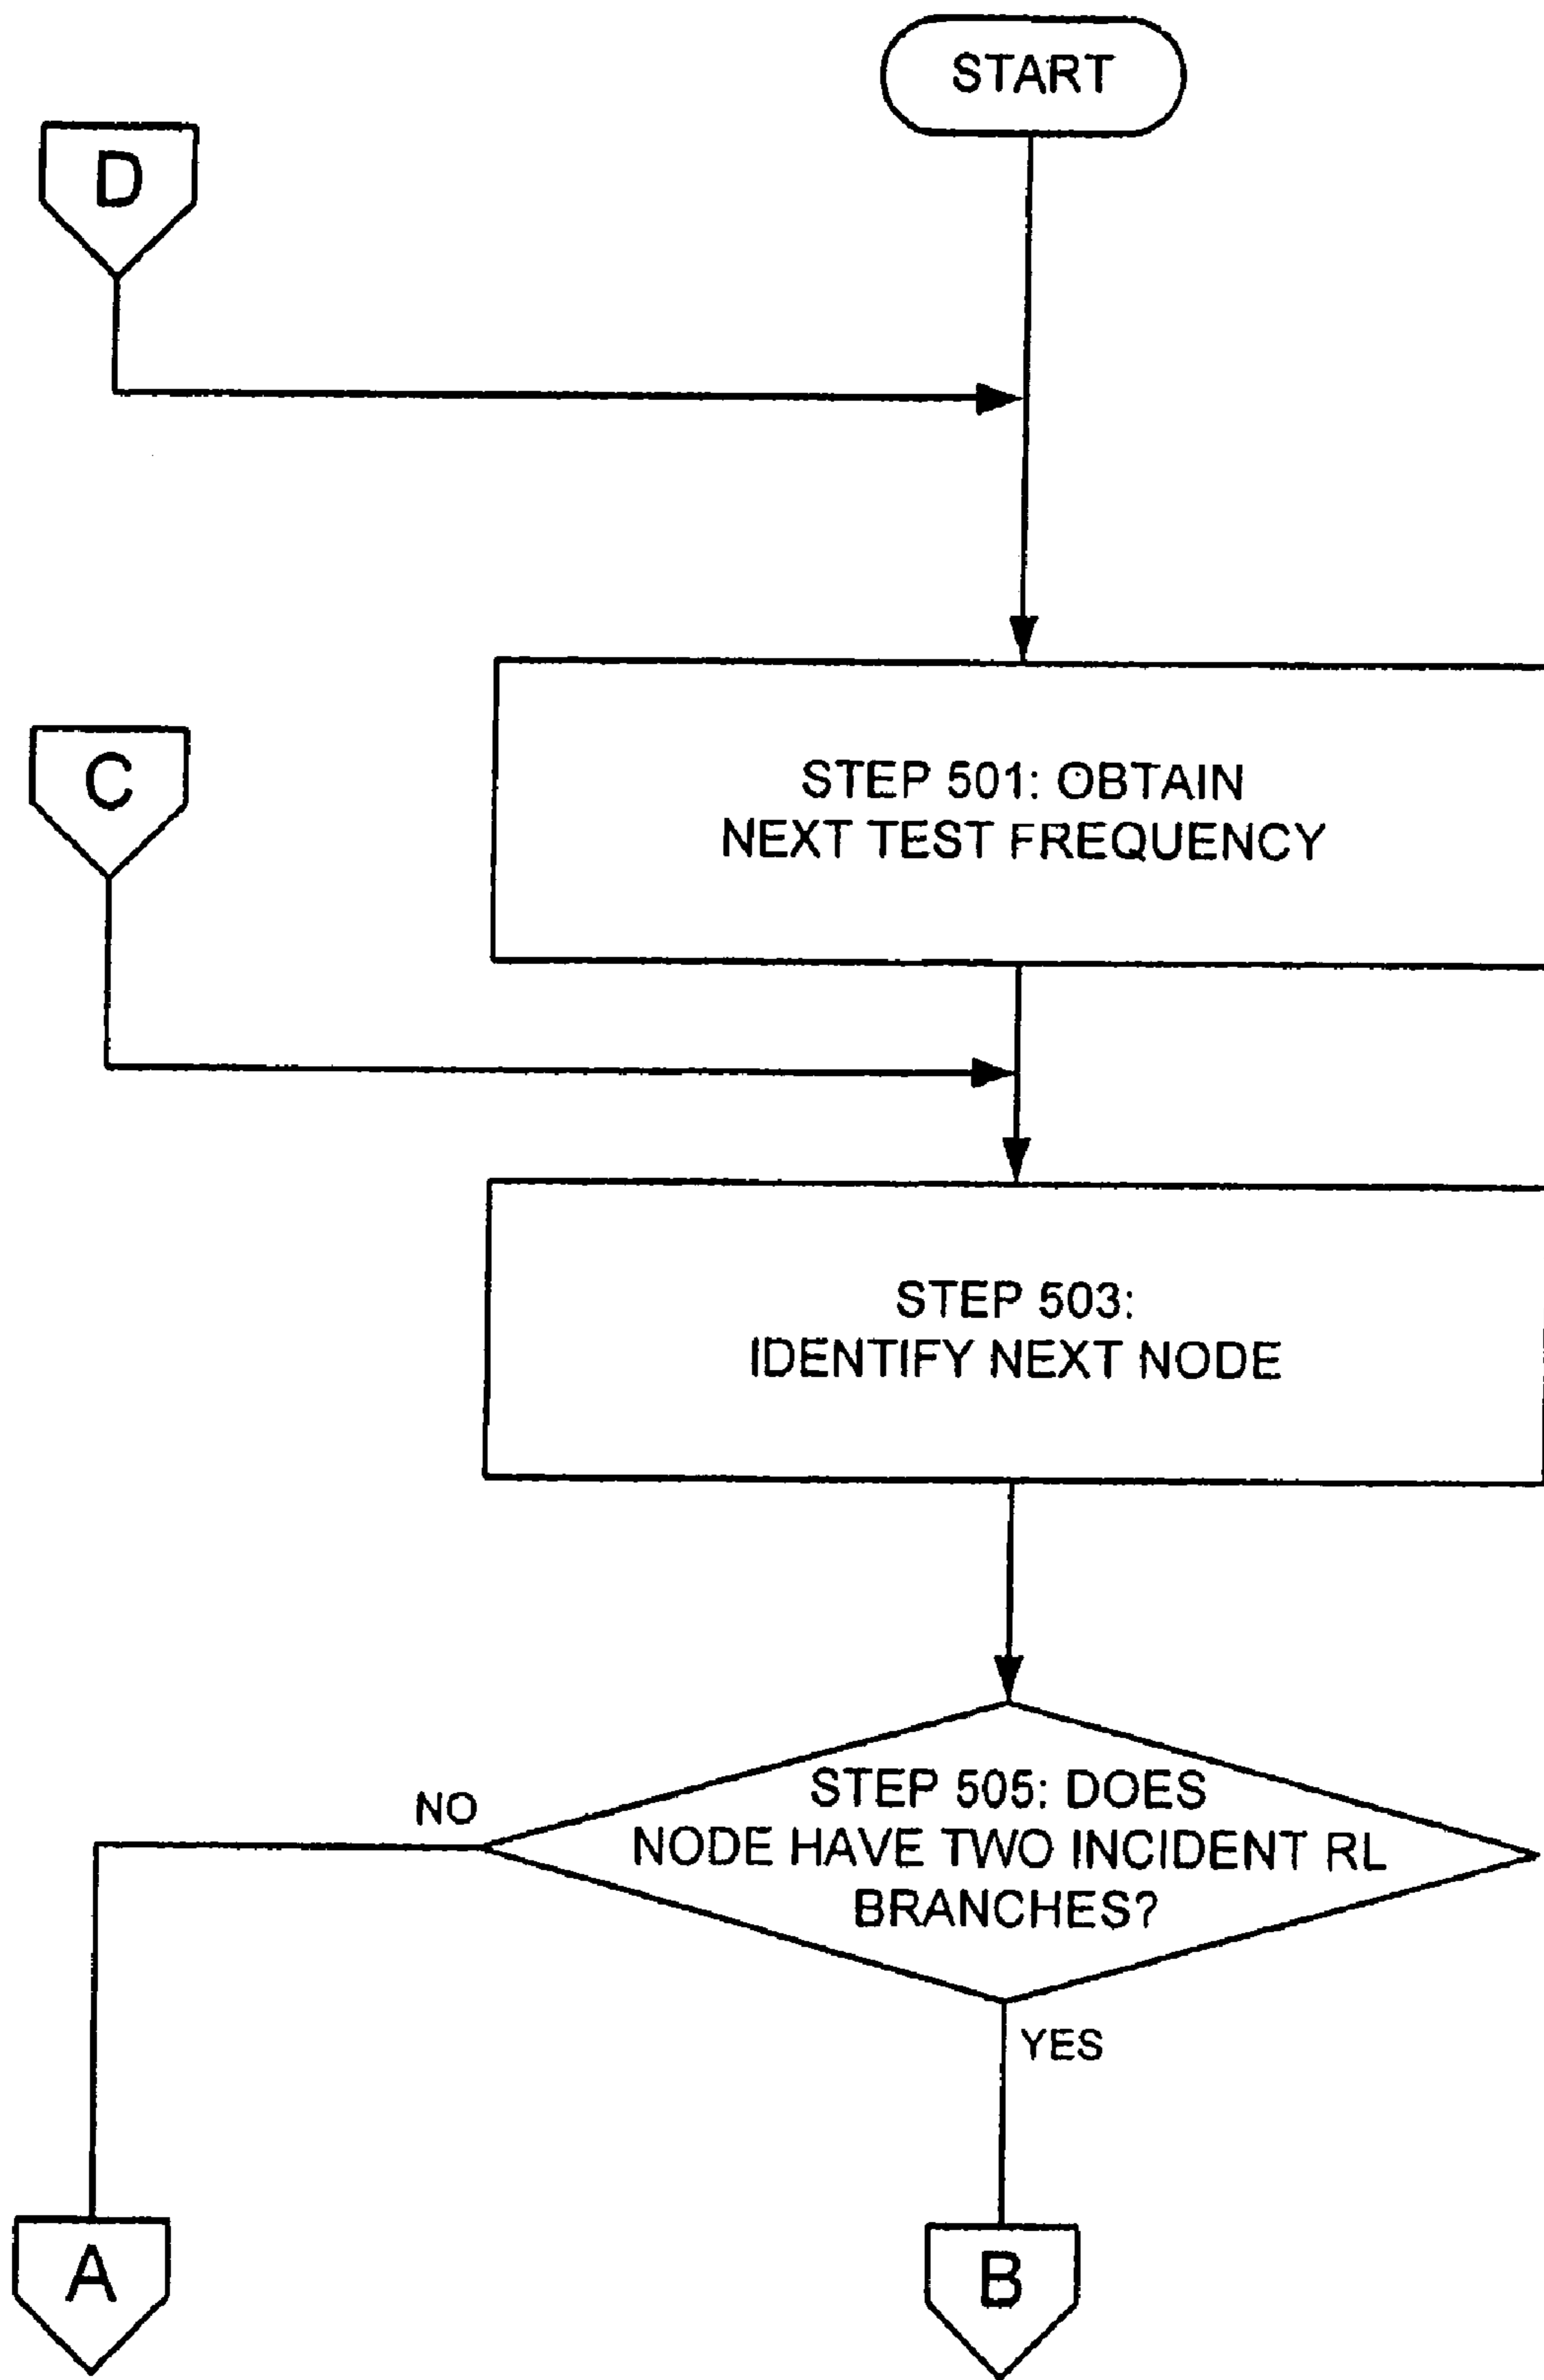 START
D
C
STEP 501: OBTAIN
NEXT TEST FREQUENCY
STEP 503:
IDENTIFY NEXT NODE
NO
STEP 505: DOES
NODE HAVE TWO INCIDENT RL
BRANCHES?
YES
A
B